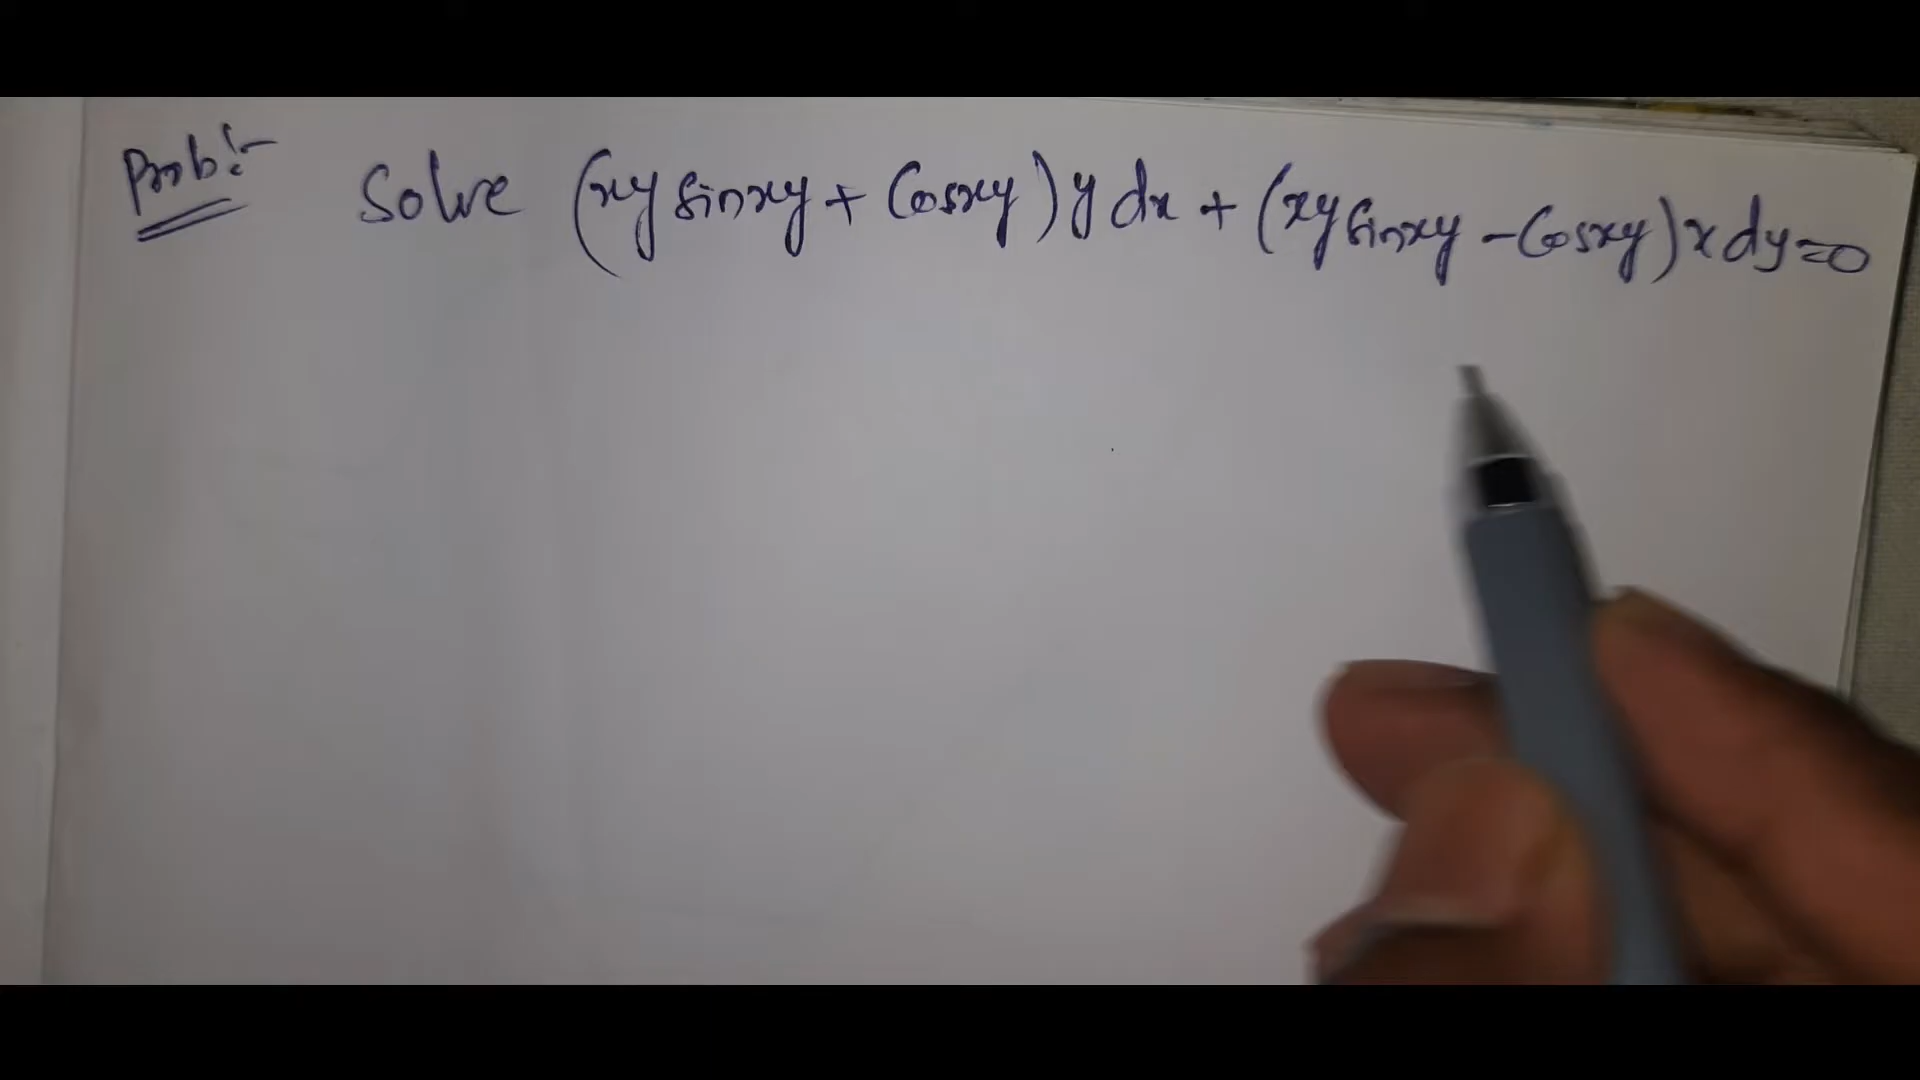 Prob:- Solve (xy sinxy + Cosxy) y dx + (xy sinxy - Cosxy) x dy = 0